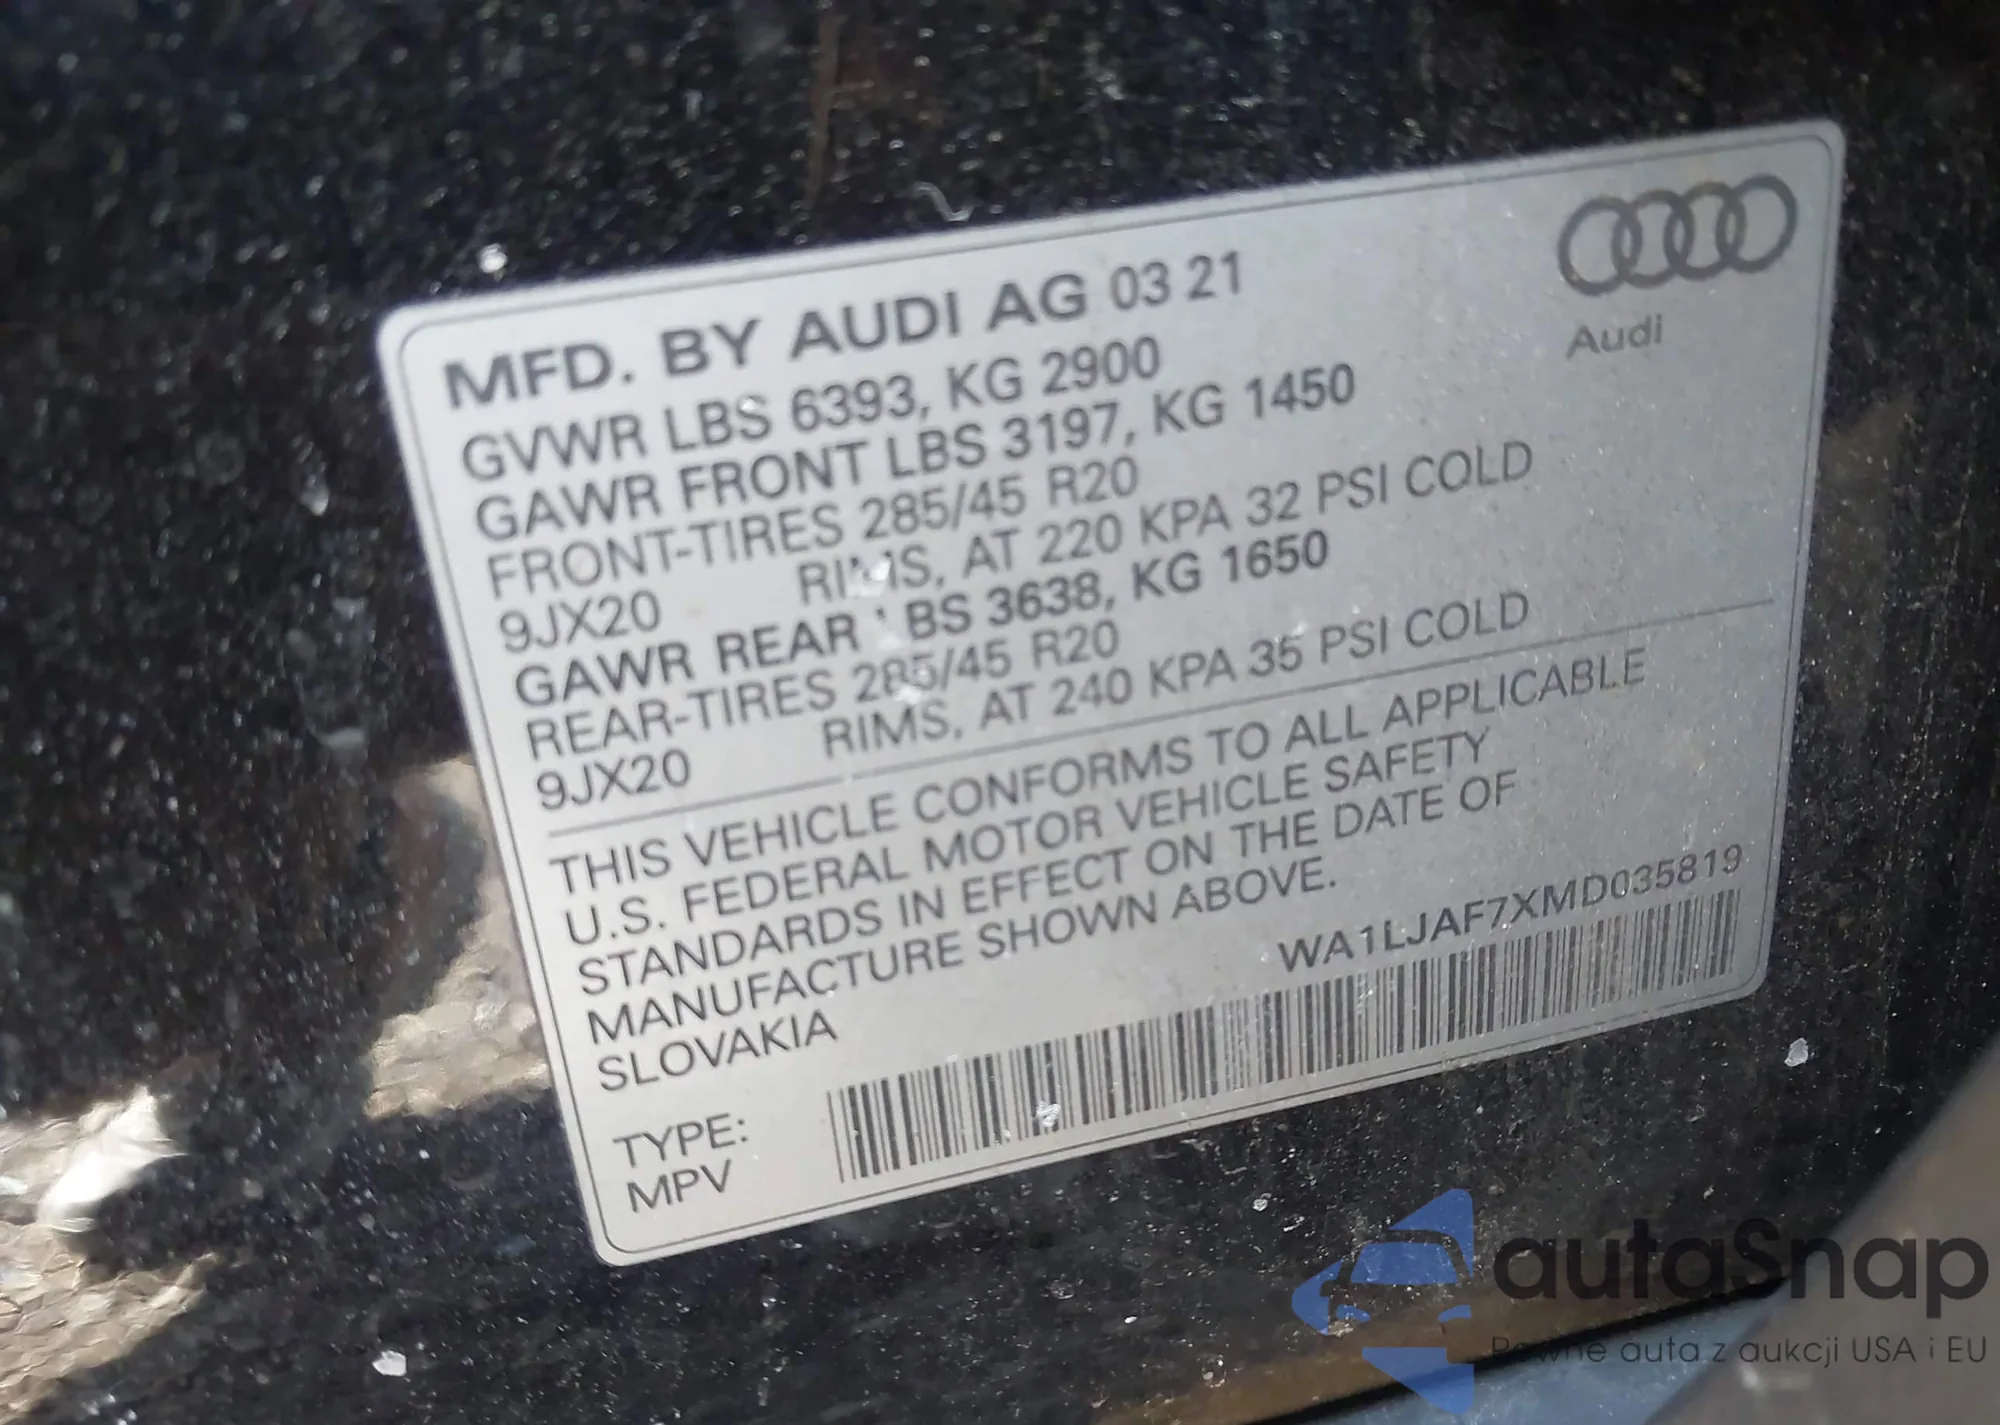 Audi
MFD. BY AUDI AG 03 21
GVWR LBS 6393, KG 2900
GAWR FRONT LBS 3197, KG 1450
FRONT-TIRES 285/45 R20
9JX20 RIMS, AT 220 KPA 32 PSI COLD
GAWR REAR LBS 3638, KG 1650
REAR-TIRES 285/45 R20
9JX20 RIMS, AT 240 KPA 35 PSI COLD
THIS VEHICLE CONFORMS TO ALL APPLICABLE
U.S. FEDERAL MOTOR VEHICLE SAFETY
STANDARDS IN EFFECT ON THE DATE OF
MANUFACTURE SHOWN ABOVE.
SLOVAKIA
WA1LJAF7XMD035819
TYPE:
MPV
autaSnap
Pewne auta z aukcji USA i EU